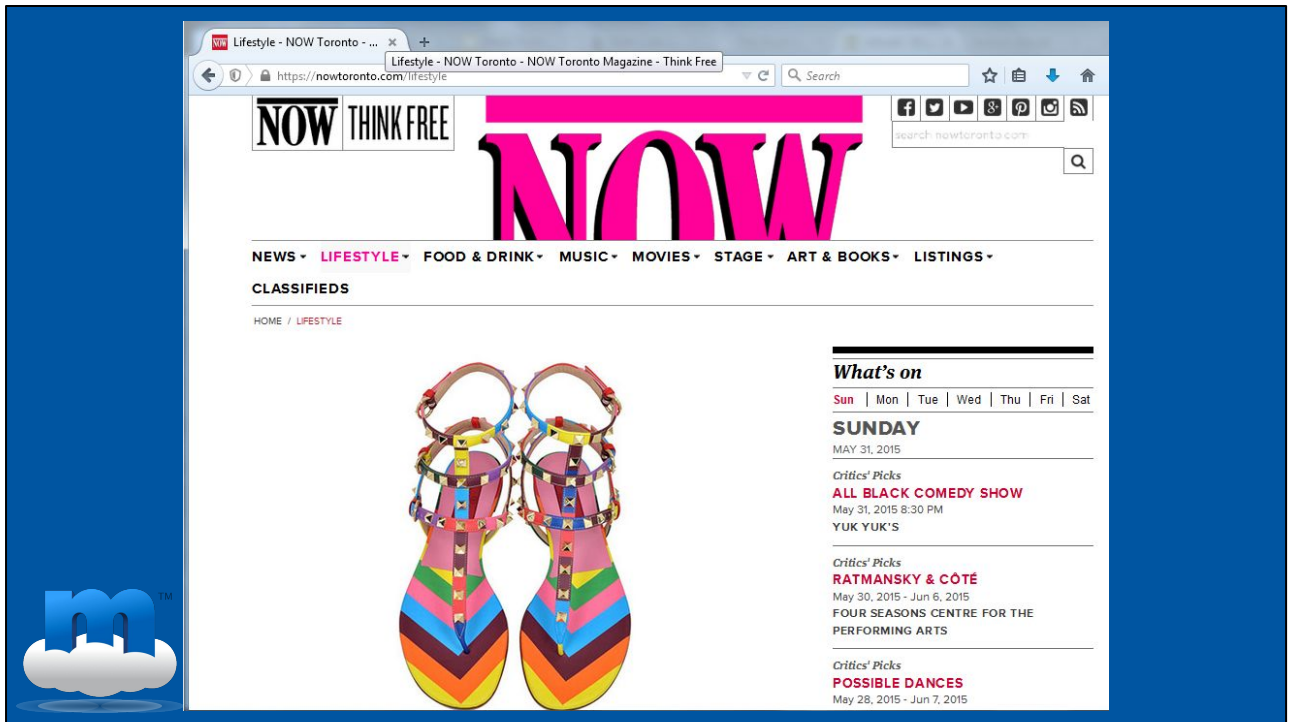 Lifestyle - NOW Toronto - ...
Lifestyle - NOW Toronto - NOW Toronto Magazine - Think Free
https://nowtoronto.com/lifestyle
Search
NOW THINK FREE
NOW
search nowtoronto.com
NEWS LIFESTYLE FOOD & DRINK MUSIC MOVIES STAGE ART & BOOKS LISTINGS
CLASSIFIEDS
HOME / LIFESTYLE
What's on
Sun | Mon | Tue | Wed | Thu | Fri | Sat
SUNDAY
MAY 31, 2015
Critics' Picks
ALL BLACK COMEDY SHOW
May 31, 2015 8:30 PM
YUK YUK'S
Critics' Picks
RATMANSKY & CÔTÉ
May 30, 2015 - Jun 6, 2015
FOUR SEASONS CENTRE FOR THE
PERFORMING ARTS
Critics' Picks
POSSIBLE DANCES
May 28, 2015 - Jun 7, 2015
m TM